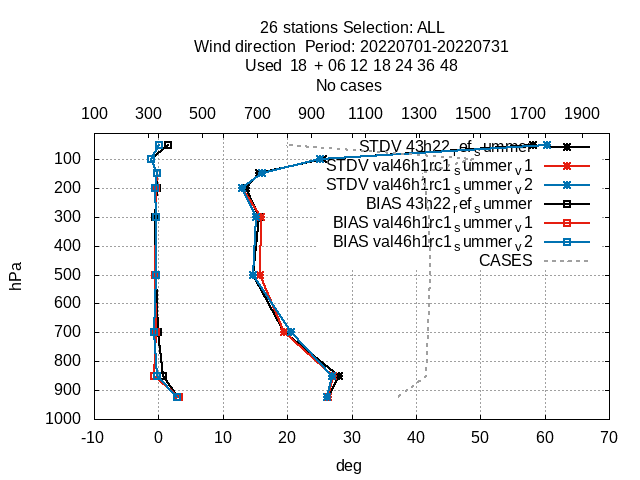 26 stations Selection: ALL
Wind direction  Period: 20220701-20220731
Used  18  + 06 12 18 24 36 48
No cases
100 300 500 700 900 1100 1300 1500 1700 1900
STDV 43h22_ref_summer
100
STDV val46h1rc1_summer_v1
STDV val46h1rc1_summer_v2
200
BIAS 43h22_ref_summer
300
BIAS val46h1rc1_summer_v1
BIAS val46h1rc1_summer_v2
400
CASES
hPa
500
600
700
800
900
1000
-10 0 10 20 30 40 50 60 70
deg